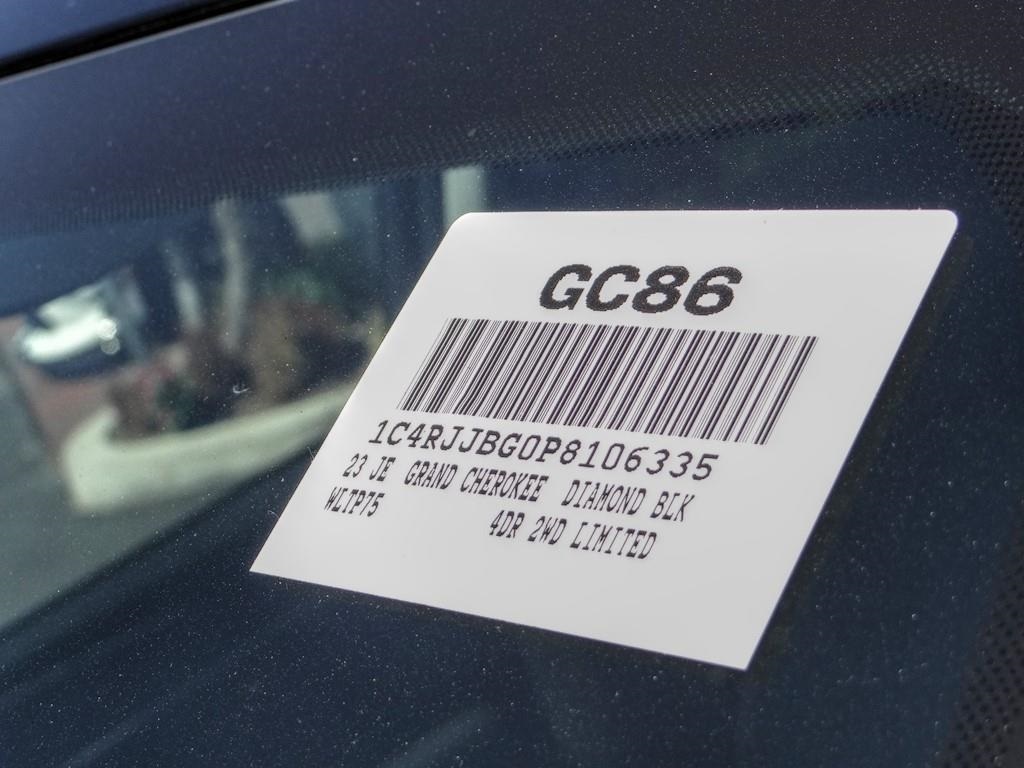 GC86
1C4RJJBG0P8106335
23 JE GRAND CHEROKEE DIAMOND BLK
WLTP75 4DR 2WD LIMITED